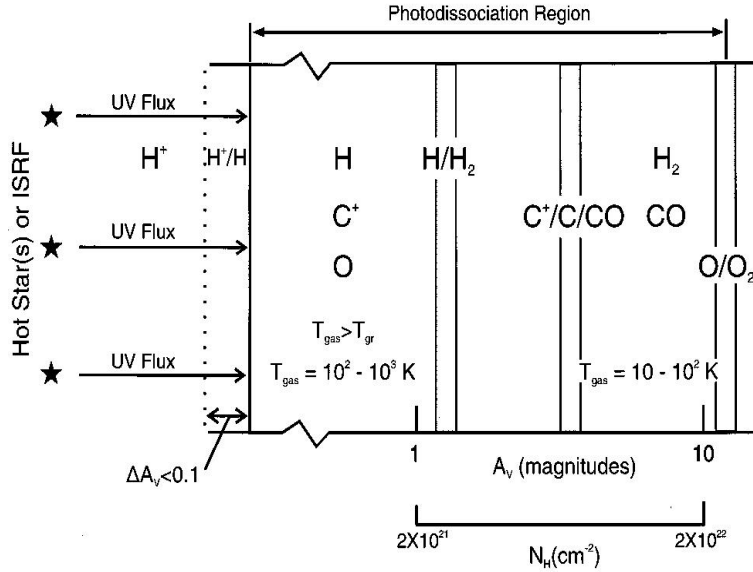 Photodissociation Region
Hot Star(s) or ISRF
UV Flux
H⁺
H⁺/H
H
H/H₂
H₂
C⁺
C⁺/C/CO
CO
UV Flux
O
O/O₂
T_gas>T_gr
UV Flux
T_gas = 10² - 10³ K
T_gas = 10 - 10² K
ΔA_v<0.1
1
A_v (magnitudes)
10
2X10²¹
2X10²²
N_H(cm⁻²)